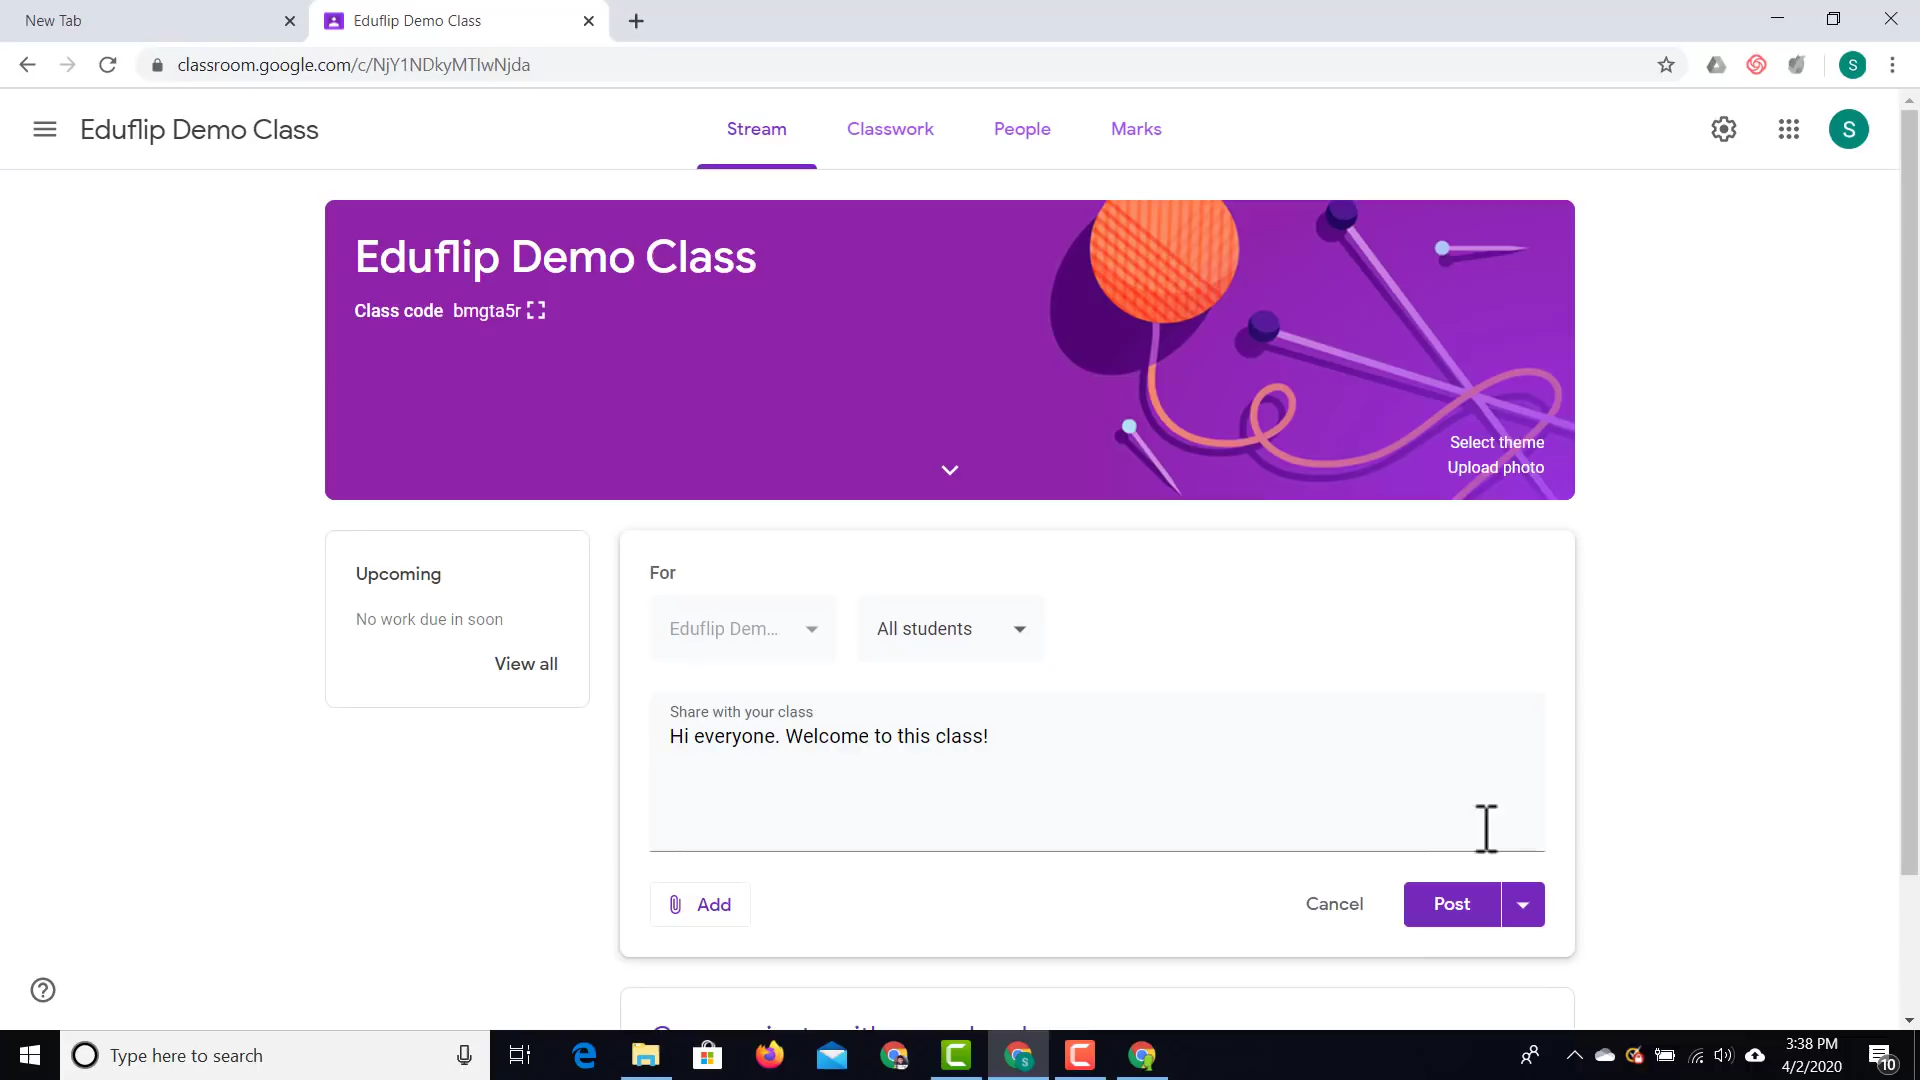 New Tab
Eduflip Demo Class
classroom.google.com/c/NjY1NDkyMTIwNjda
S
Eduflip Demo Class
Stream
Classwork
People
Marks
S
Eduflip Demo Class
Class code bmgta5r
Select theme
Upload photo
Upcoming
No work due in soon
View all
For
Eduflip Dem...
All students
Share with your class
Hi everyone. Welcome to this class!
Add
Cancel
Post
Type here to search
3:38 PM
4/2/2020
10